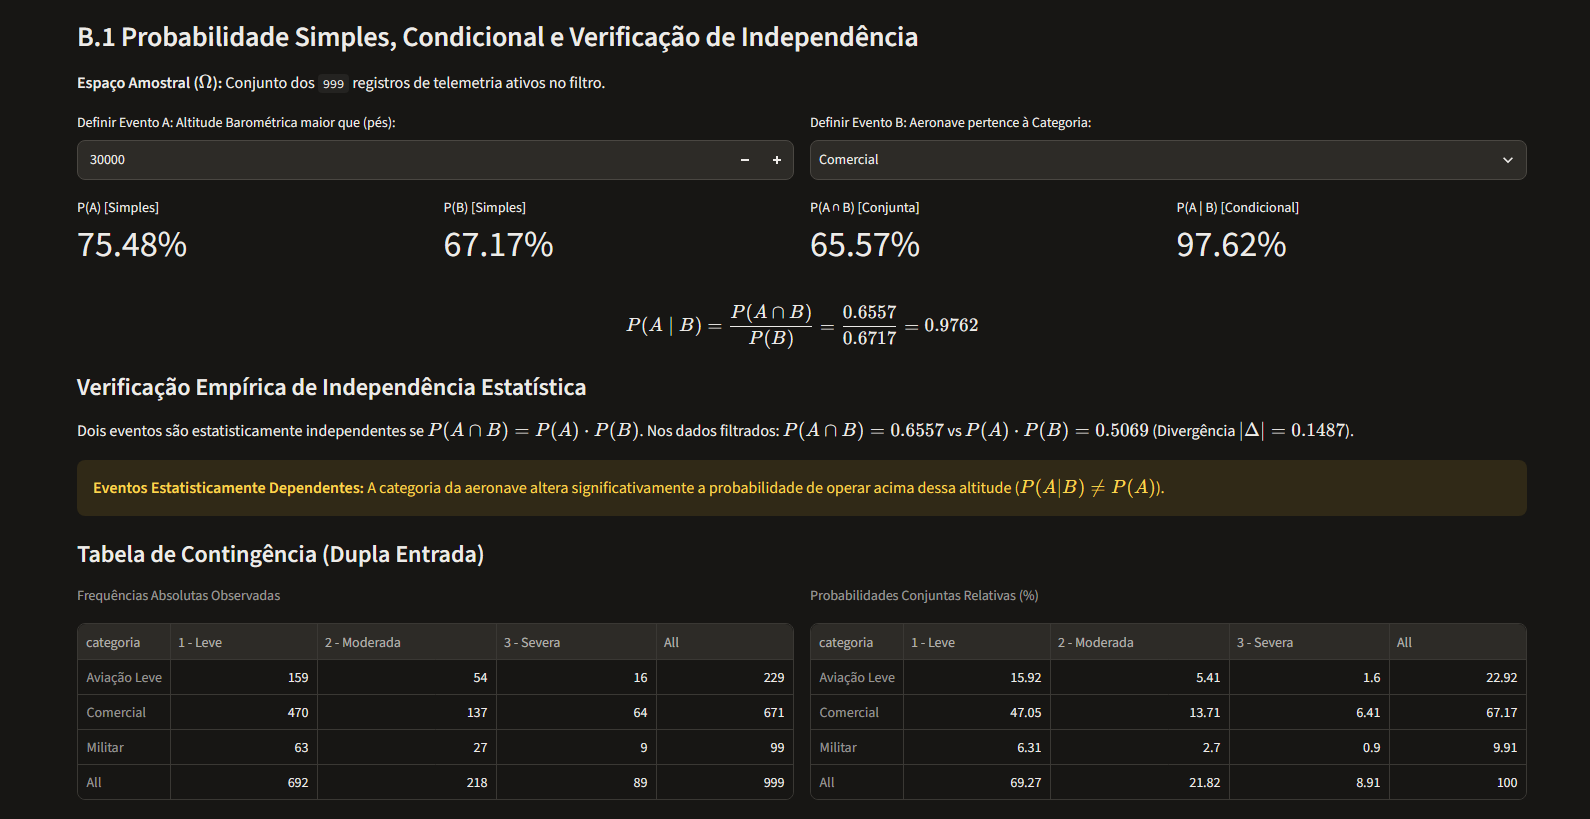 B.1 Probabilidade Simples, Condicional e Verificação de Independência
Espaço Amostral (Ω): Conjunto dos 999 registros de telemetria ativos no filtro.
Definir Evento A: Altitude Barométrica maior que (pés):
30000 − +
Definir Evento B: Aeronave pertence à Categoria:
Comercial
P(A) [Simples]
75.48%
P(B) [Simples]
67.17%
P(A ∩ B) [Conjunta]
65.57%
P(A | B) [Condicional]
97.62%
P(A | B) = P(A ∩ B) / P(B) = 0.6557 / 0.6717 = 0.9762
Verificação Empírica de Independência Estatística
Dois eventos são estatisticamente independentes se P(A ∩ B) = P(A) · P(B). Nos dados filtrados: P(A ∩ B) = 0.6557 vs P(A) · P(B) = 0.5069 (Divergência |Δ| = 0.1487).
Eventos Estatisticamente Dependentes: A categoria da aeronave altera significativamente a probabilidade de operar acima dessa altitude (P(A|B) ≠ P(A)).
Tabela de Contingência (Dupla Entrada)
Frequências Absolutas Observadas
categoria 1 - Leve 2 - Moderada 3 - Severa All
Aviação Leve 159 54 16 229
Comercial 470 137 64 671
Militar 63 27 9 99
All 692 218 89 999
Probabilidades Conjuntas Relativas (%)
categoria 1 - Leve 2 - Moderada 3 - Severa All
Aviação Leve 15.92 5.41 1.6 22.92
Comercial 47.05 13.71 6.41 67.17
Militar 6.31 2.7 0.9 9.91
All 69.27 21.82 8.91 100